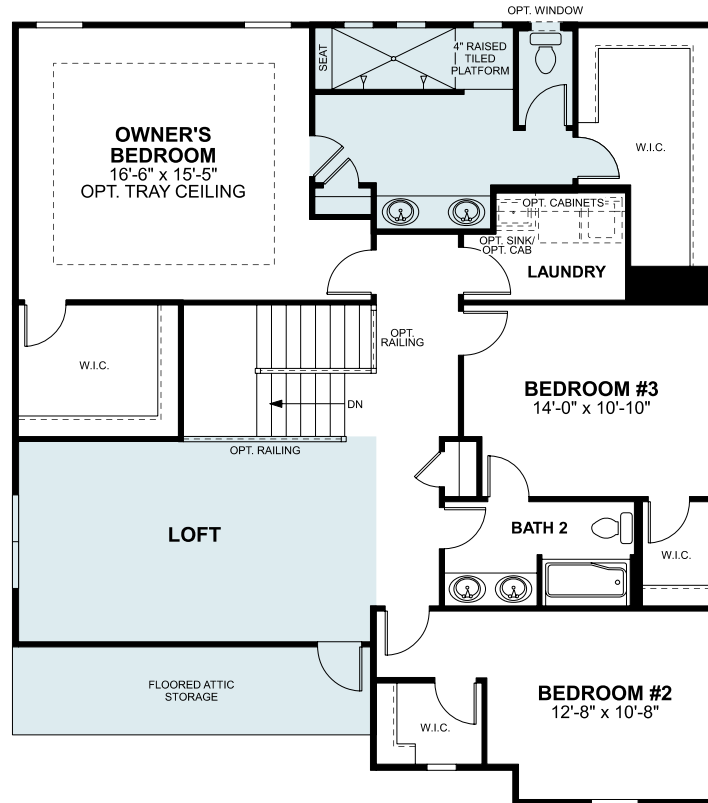 OPT. WINDOW
SEAT
4" RAISED
TILED
PLATFORM
OWNER'S
BEDROOM
16'-6" x 15'-5"
OPT. TRAY CEILING
W.I.C.
OPT. CABINETS
OPT. SINK/
OPT. CAB
LAUNDRY
OPT.
RAILING
W.I.C.
BEDROOM #3
14'-0" x 10'-10"
DN
OPT. RAILING
LOFT
BATH 2
W.I.C.
FLOORED ATTIC
STORAGE
BEDROOM #2
12'-8" x 10'-8"
W.I.C.